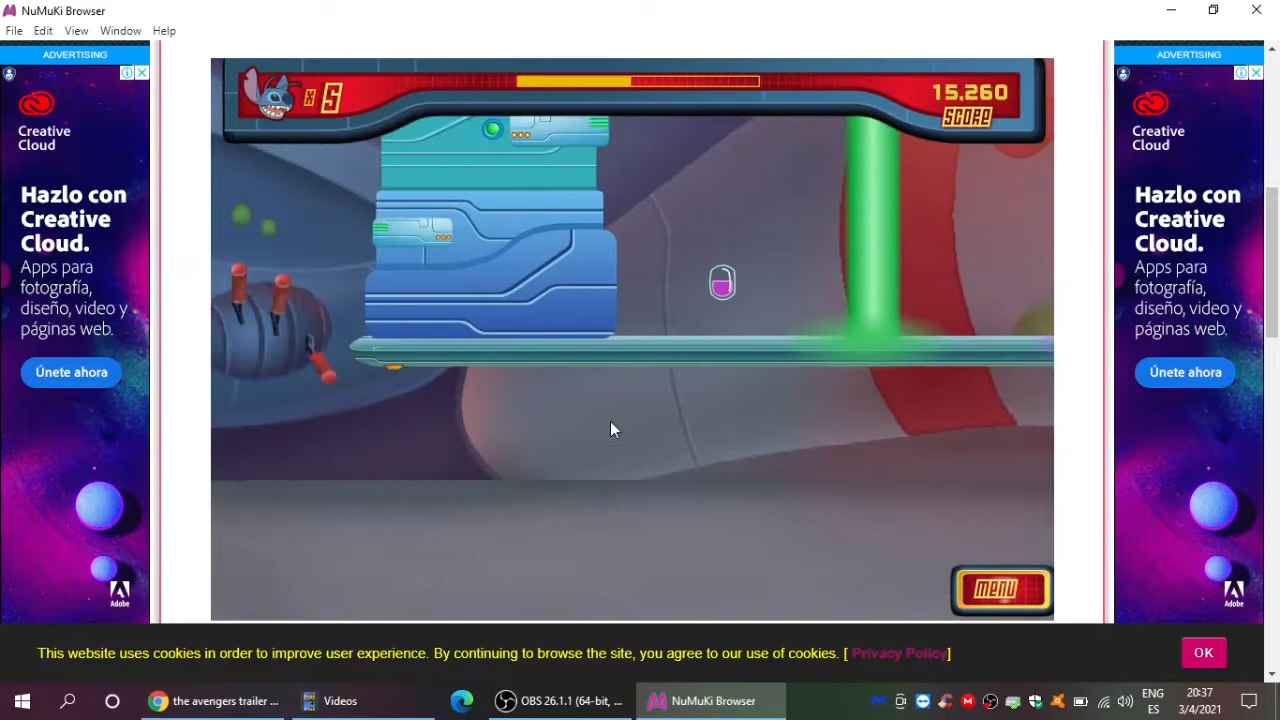 NuMuKi Browser
File Edit View Window Help
ADVERTISING
Creative
Cloud
Hazlo con
Creative
Cloud.
Apps para
fotografía,
diseño, video y
páginas web.
Únete ahora
Adobe
x 5
15,260
SCORE
MENU
ADVERTISING
Creative
Cloud
Hazlo con
Creative
Cloud.
Apps para
fotografía,
diseño, video y
páginas web.
Únete ahora
Adobe
This website uses cookies in order to improve user experience. By continuing to browse the site, you agree to our use of cookies. [ Privacy Policy]
OK
the avengers trailer ...
Videos
OBS 26.1.1 (64-bit, ...
NuMuKi Browser
ENG
ES
20:37
3/4/2021